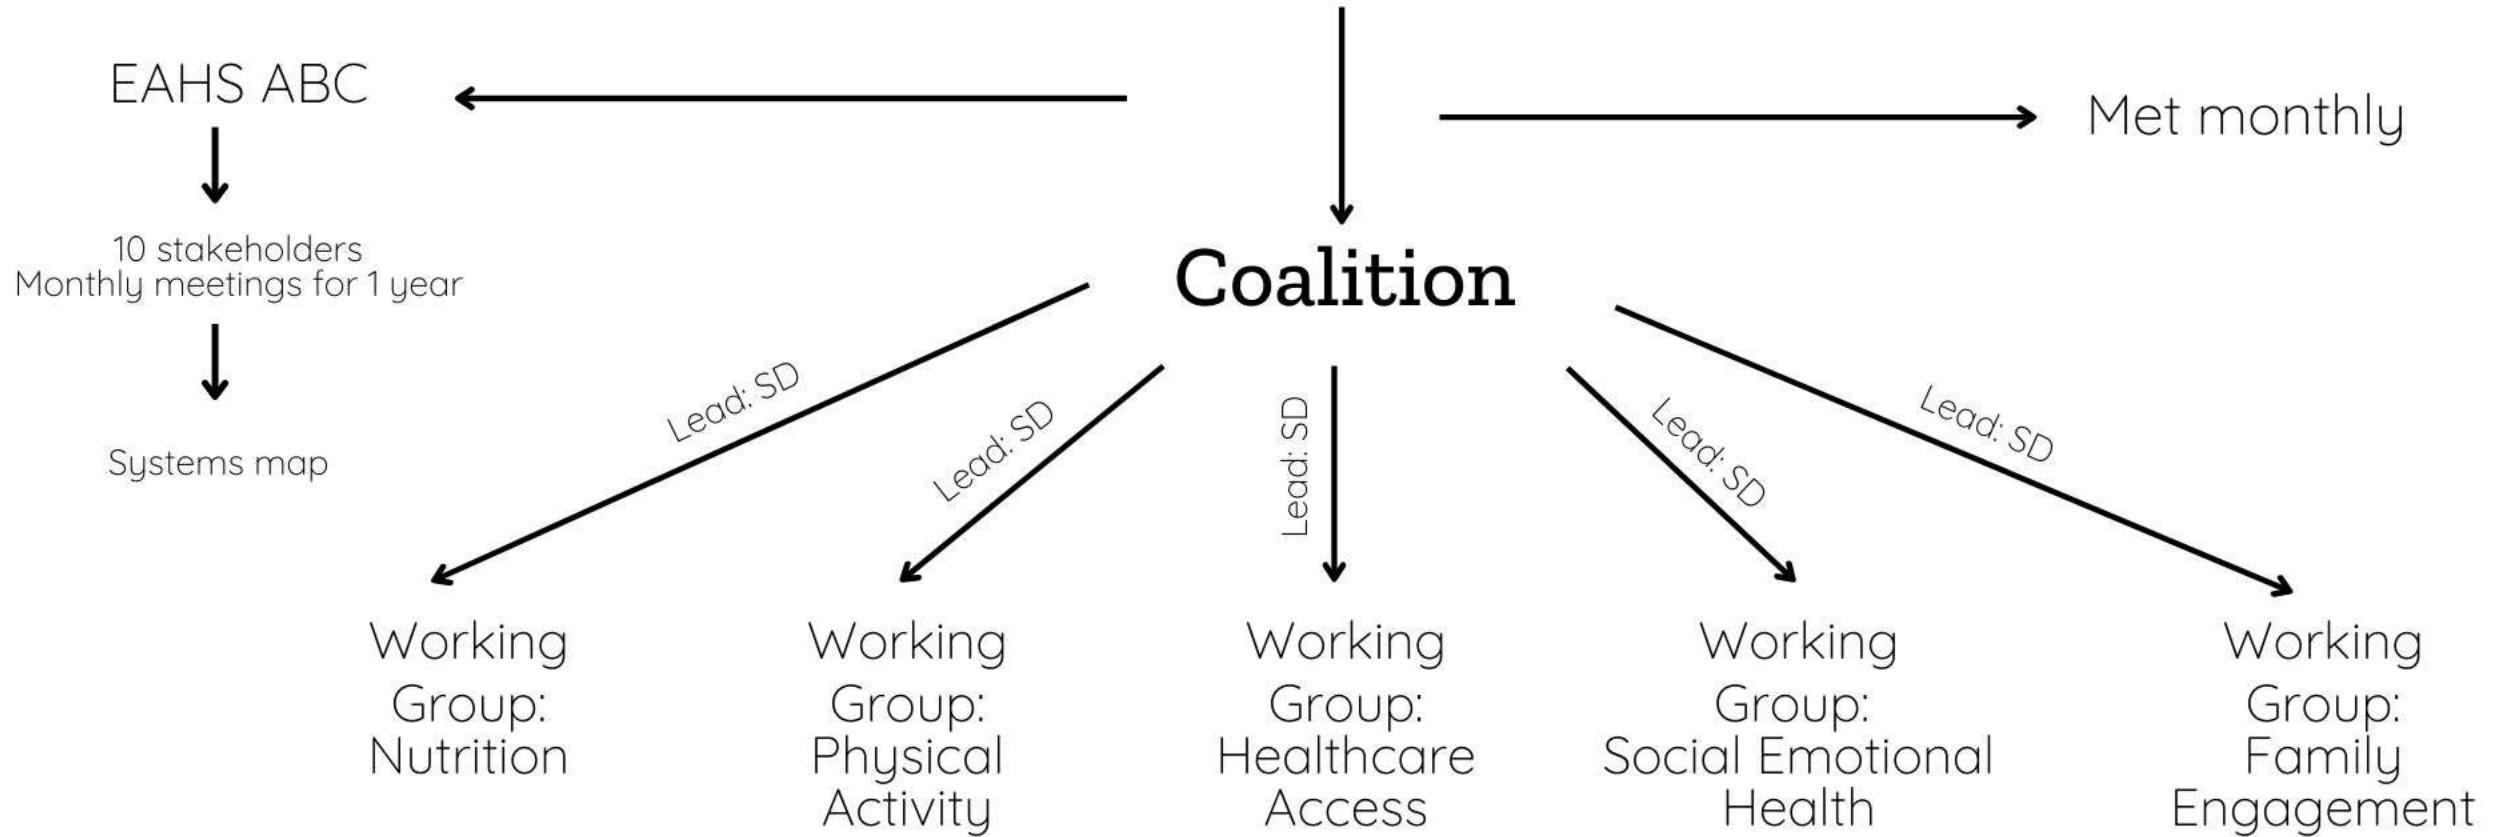 EAHS ABC
Met monthly
10 stakeholders
Monthly meetings for 1 year
Systems map
Coalition
Lead: SD
Lead: SD
Lead: SD
Lead: SD
Lead: SD
Working
Group:
Nutrition
Working
Group:
Physical
Activity
Working
Group:
Healthcare
Access
Working
Group:
Social Emotional
Health
Working
Group:
Family
Engagement